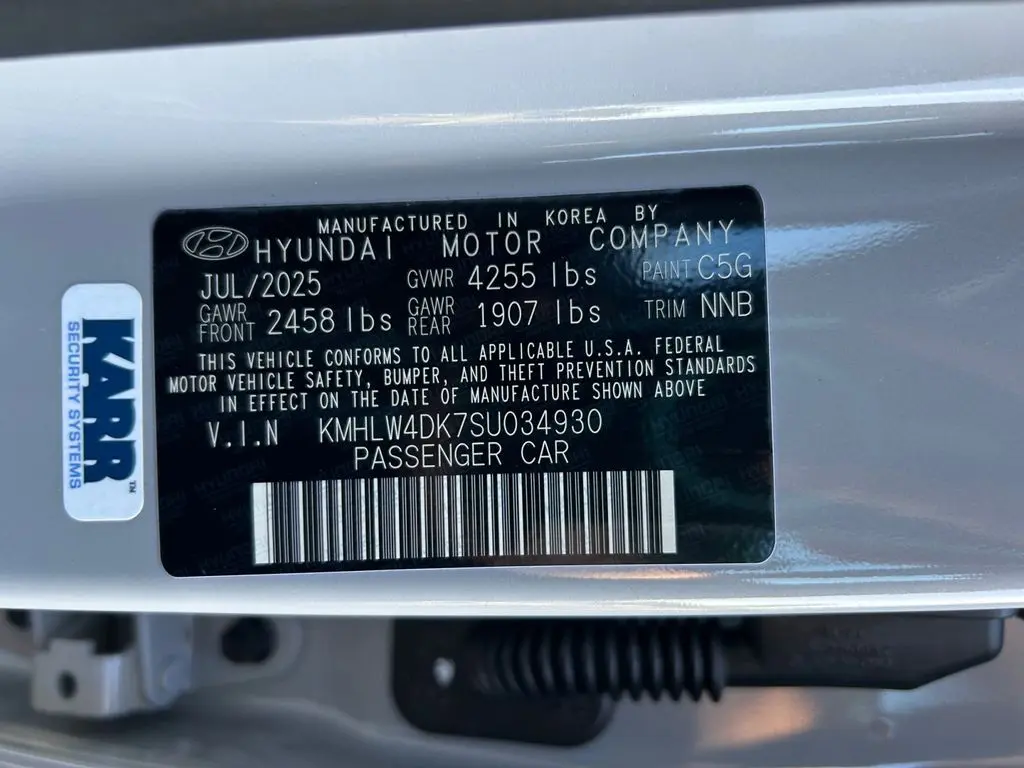 MANUFACTURED IN KOREA BY
HYUNDAI MOTOR COMPANY
JUL/2025 GVWR 4255 lbs PAINT C5G
GAWR FRONT 2458 lbs GAWR REAR 1907 lbs TRIM NNB
THIS VEHICLE CONFORMS TO ALL APPLICABLE U.S.A. FEDERAL
MOTOR VEHICLE SAFETY, BUMPER, AND THEFT PREVENTION STANDARDS
IN EFFECT ON THE DATE OF MANUFACTURE SHOWN ABOVE
V.I.N KMHLW4DK7SU034930
PASSENGER CAR
KARR™
SECURITY SYSTEMS